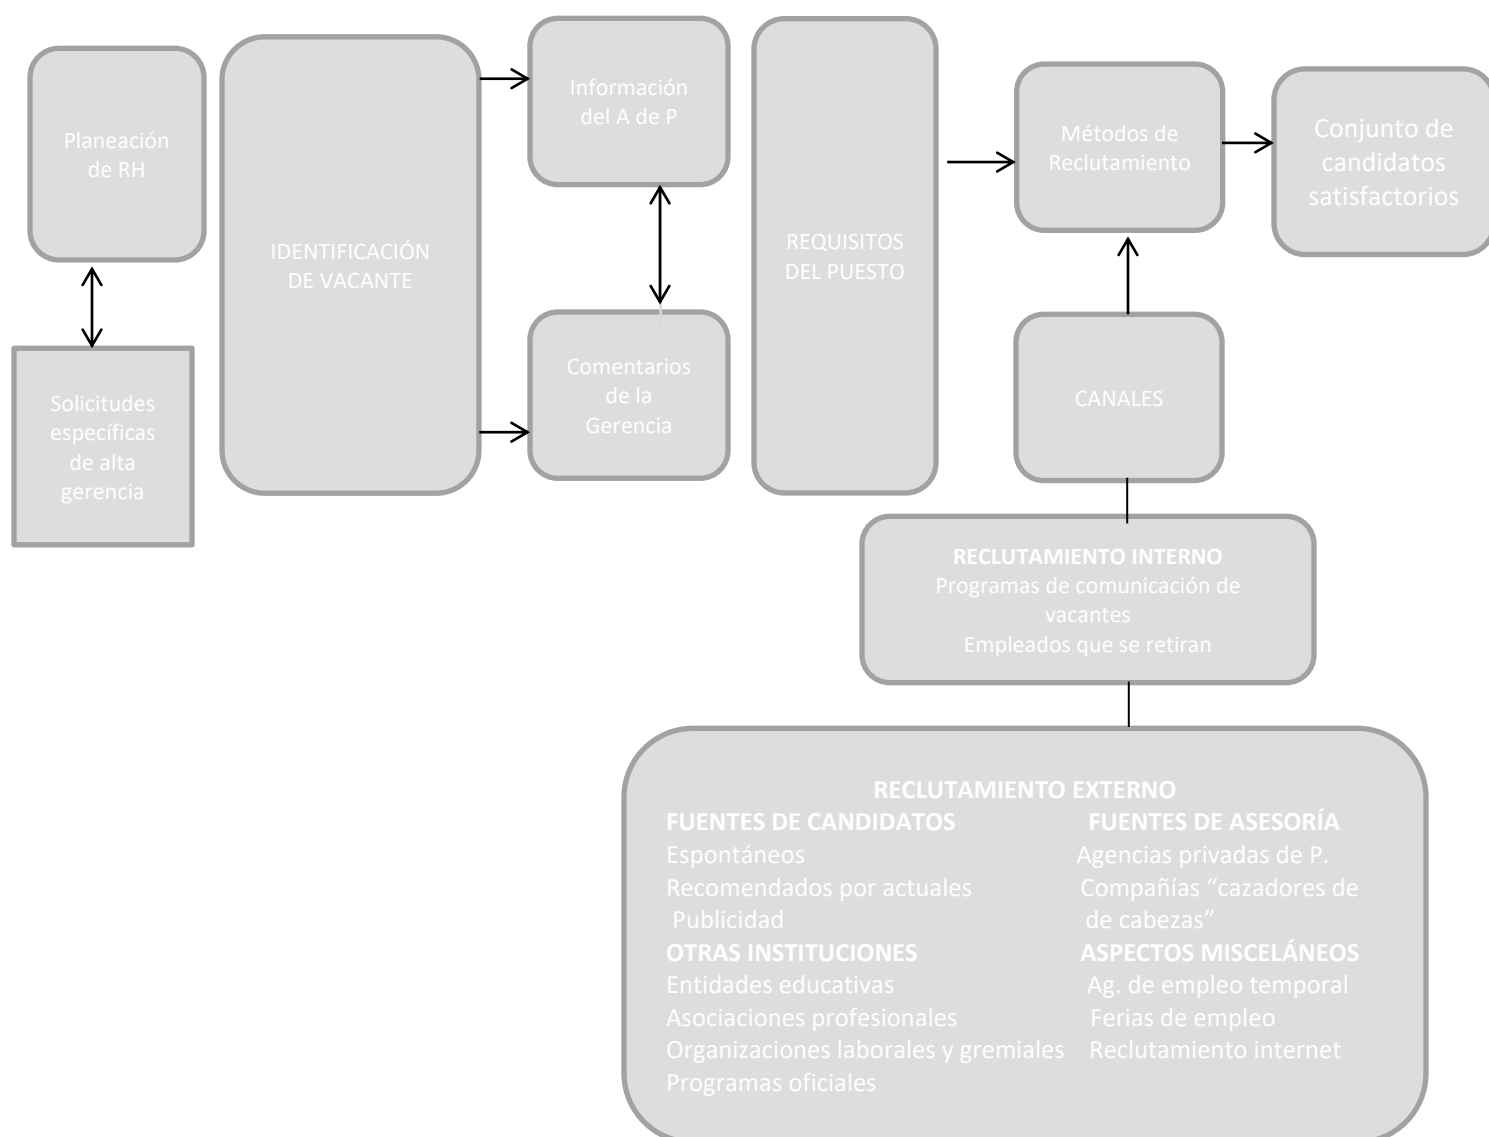 Planeación
de RH
Solicitudes
específicas
de alta
gerencia
IDENTIFICACIÓN
DE VACANTE
Información
del A de P
Comentarios
de la
Gerencia
REQUISITOS
DEL PUESTO
Métodos de
Reclutamiento
Conjunto de
candidatos
satisfactorios
CANALES
RECLUTAMIENTO INTERNO
Programas de comunicación de
vacantes
Empleados que se retiran
RECLUTAMIENTO EXTERNO
FUENTES DE CANDIDATOS FUENTES DE ASESORÍA
Espontáneos Agencias privadas de P.
Recomendados por actuales Compañías “cazadores de
Publicidad de cabezas”
OTRAS INSTITUCIONES ASPECTOS MISCELÁNEOS
Entidades educativas Ag. de empleo temporal
Asociaciones profesionales Ferias de empleo
Organizaciones laborales y gremiales Reclutamiento internet
Programas oficiales